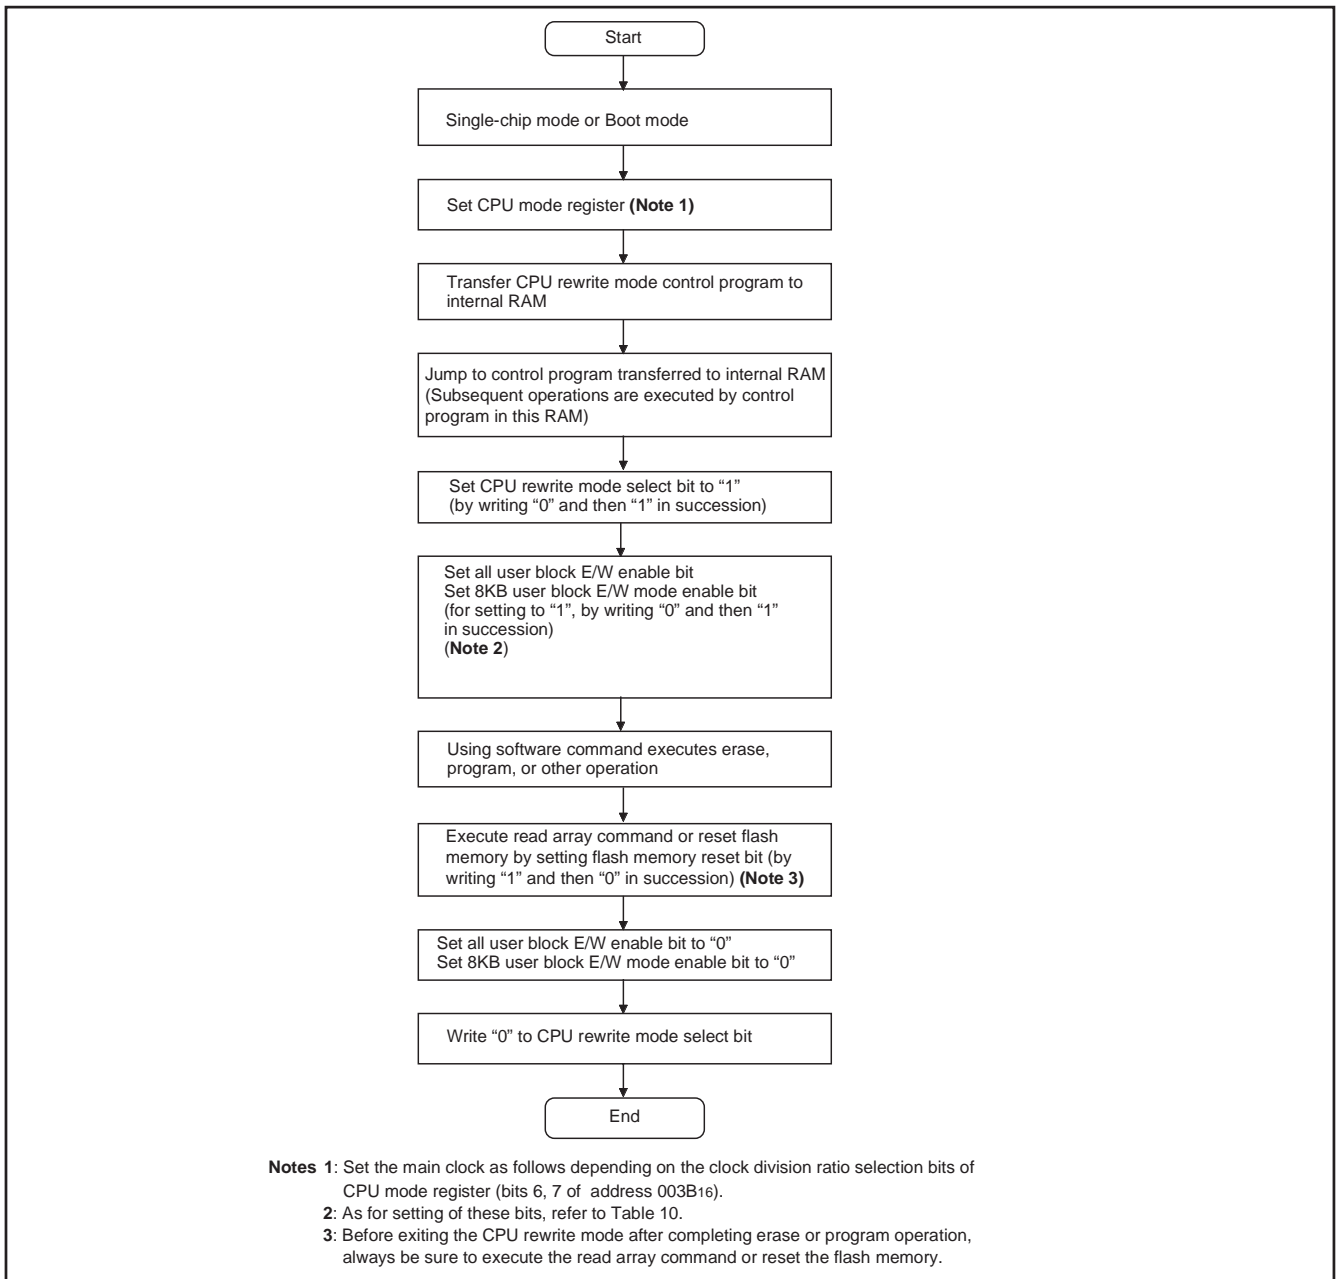 Start
Single-chip mode or Boot mode
Set CPU mode register (Note 1)
Transfer CPU rewrite mode control program to
internal RAM
Jump to control program transferred to internal RAM
(Subsequent operations are executed by control
program in this RAM)
Set CPU rewrite mode select bit to “1”
(by writing “0” and then “1” in succession)
Set all user block E/W enable bit
Set 8KB user block E/W mode enable bit
(for setting to “1”, by writing “0” and then “1”
in succession)
(Note 2)
Using software command executes erase,
program, or other operation
Execute read array command or reset flash
memory by setting flash memory reset bit (by
writing “1” and then “0” in succession) (Note 3)
Set all user block E/W enable bit to “0”
Set 8KB user block E/W mode enable bit to “0”
Write “0” to CPU rewrite mode select bit
End
Notes 1: Set the main clock as follows depending on the clock division ratio selection bits of
CPU mode register (bits 6, 7 of address 003B16).
2: As for setting of these bits, refer to Table 10.
3: Before exiting the CPU rewrite mode after completing erase or program operation,
always be sure to execute the read array command or reset the flash memory.